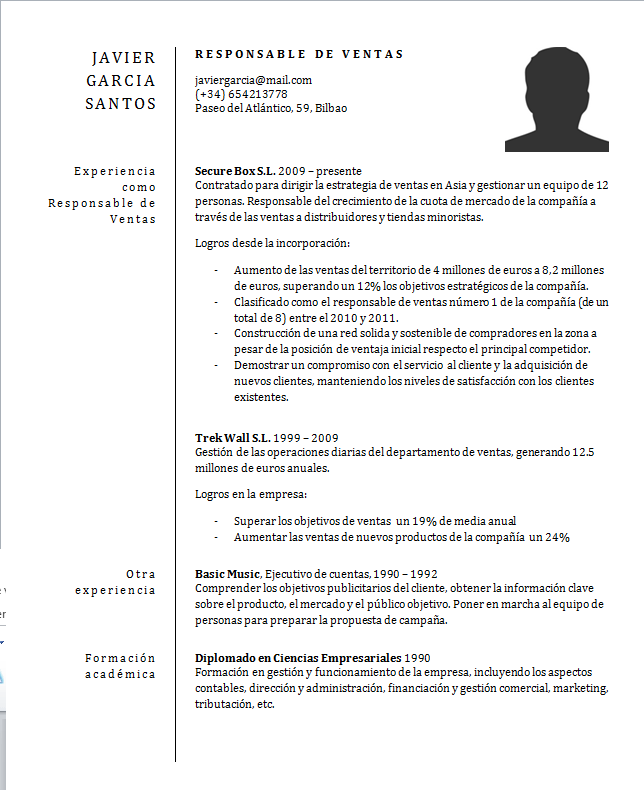 JAVIER
GARCIA
SANTOS
RESPONSABLE DE VENTAS
javiergarcia@mail.com
(+34) 654213778
Paseo del Atlántico, 59, Bilbao
Experiencia
como
Responsable de
Ventas
Secure Box S.L. 2009 – presente
Contratado para dirigir la estrategia de ventas en Asia y gestionar un equipo de 12
personas. Responsable del crecimiento de la cuota de mercado de la compañía a
través de las ventas a distribuidores y tiendas minoristas.
Logros desde la incorporación:
- Aumento de las ventas del territorio de 4 millones de euros a 8,2 millones
de euros, superando un 12% los objetivos estratégicos de la compañía.
- Clasificado como el responsable de ventas número 1 de la compañía (de un
total de 8) entre el 2010 y 2011.
- Construcción de una red solida y sostenible de compradores en la zona a
pesar de la posición de ventaja inicial respecto el principal competidor.
- Demostrar un compromiso con el servicio al cliente y la adquisición de
nuevos clientes, manteniendo los niveles de satisfacción con los clientes
existentes.
Trek Wall S.L. 1999 – 2009
Gestión de las operaciones diarias del departamento de ventas, generando 12.5
millones de euros anuales.
Logros en la empresa:
- Superar los objetivos de ventas un 19% de media anual
- Aumentar las ventas de nuevos productos de la compañía un 24%
Otra
experiencia
Basic Music, Ejecutivo de cuentas, 1990 – 1992
Comprender los objetivos publicitarios del cliente, obtener la información clave
sobre el producto, el mercado y el público objetivo. Poner en marcha al equipo de
personas para preparar la propuesta de campaña.
Formación
académica
Diplomado en Ciencias Empresariales 1990
Formación en gestión y funcionamiento de la empresa, incluyendo los aspectos
contables, dirección y administración, financiación y gestión comercial, marketing,
tributación, etc.